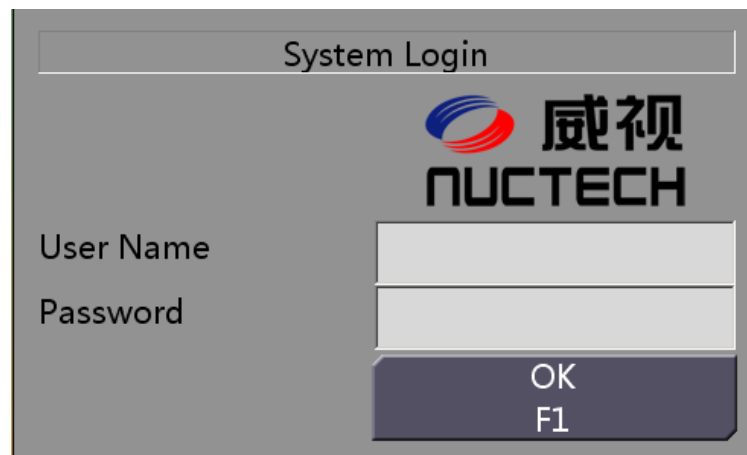 System Login
威视
NUCTECH
User Name
Password
OK
F1